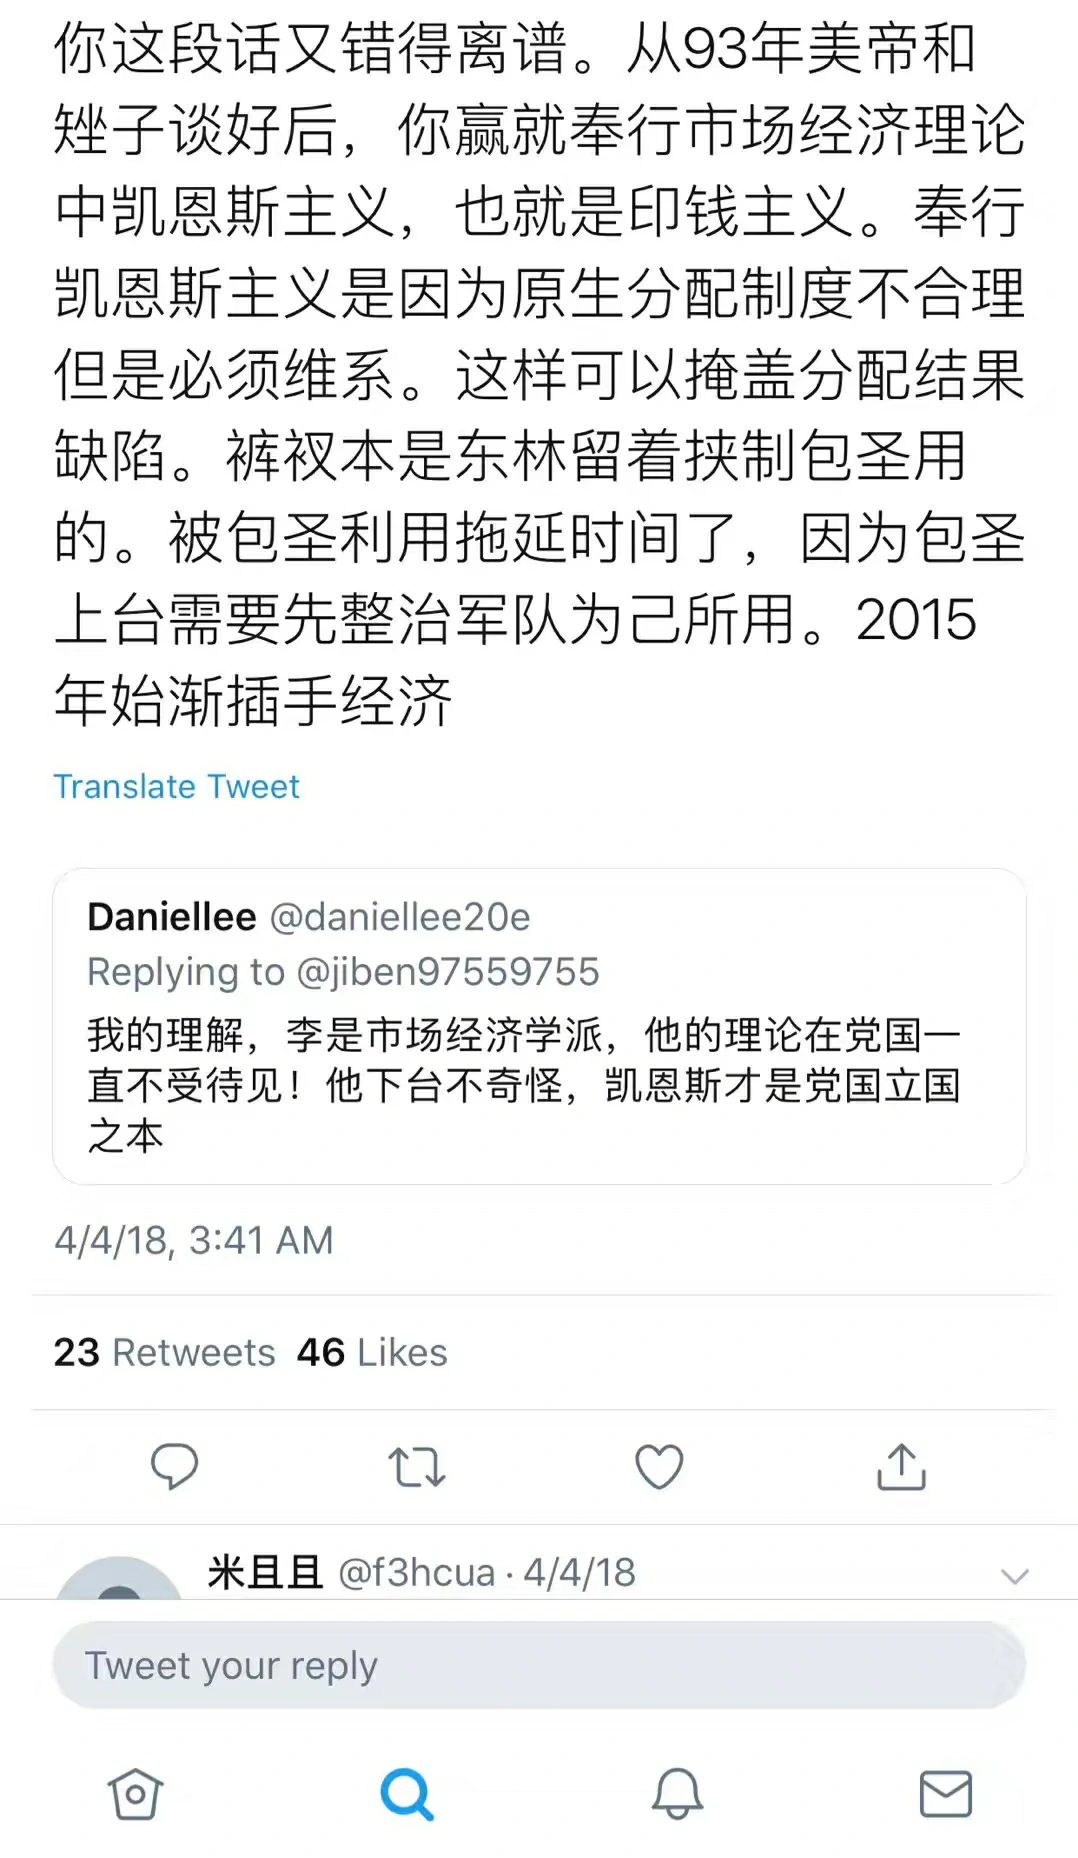 你这段话又错得离谱。从93年美帝和
矬子谈好后，你赢就奉行市场经济理论
中凯恩斯主义，也就是印钱主义。奉行
凯恩斯主义是因为原生分配制度不合理
但是必须维系。这样可以掩盖分配结果
缺陷。裤衩本是东林留着挟制包圣用
的。被包圣利用拖延时间了，因为包圣
上台需要先整治军队为己所用。2015
年始渐插手经济
Translate Tweet
Daniellee @daniellee20e
Replying to @jiben97559755
我的理解，李是市场经济学派，他的理论在党国一
直不受待见！他下台不奇怪，凯恩斯才是党国立国
之本
4/4/18, 3:41 AM
23 Retweets 46 Likes
米且且 @f3hcua · 4/4/18
Tweet your reply